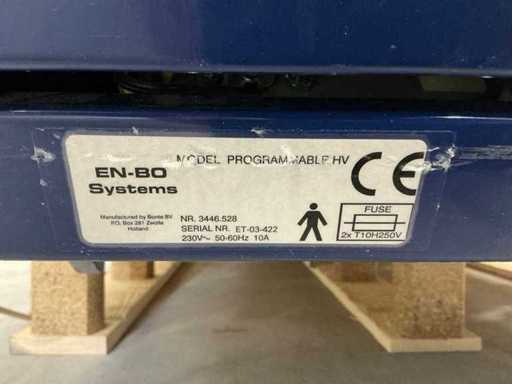 EN-BO
Systems
MODEL PROGRAMMABLE HV
CE
Manufactured by Bonte BV
P.O. Box 281 Zwolle
Holland
NR. 3446.528
SERIAL NR. ET-03-422
230V~ 50-60Hz 10A
FUSE
2x T10H250V